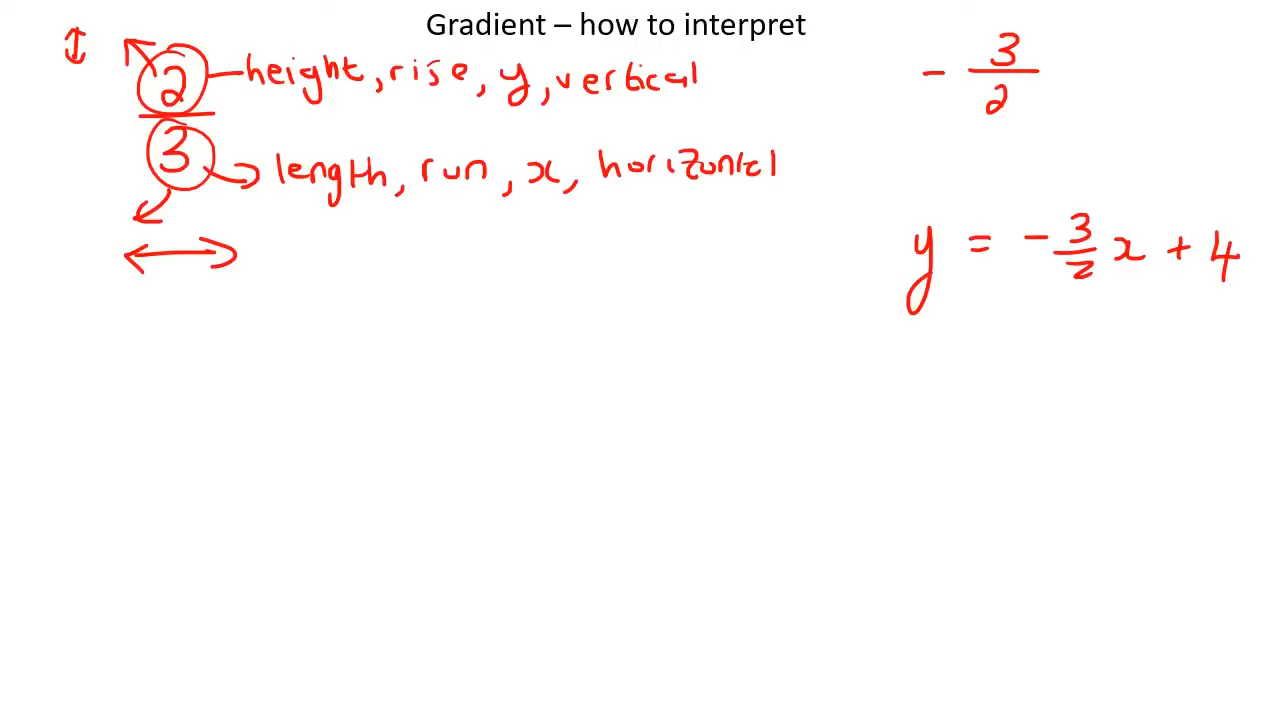 Gradient – how to interpret
2 height, rise, y, vertical
3 length, run, x, horizontal
- 3/2
y = - 3/2 x + 4